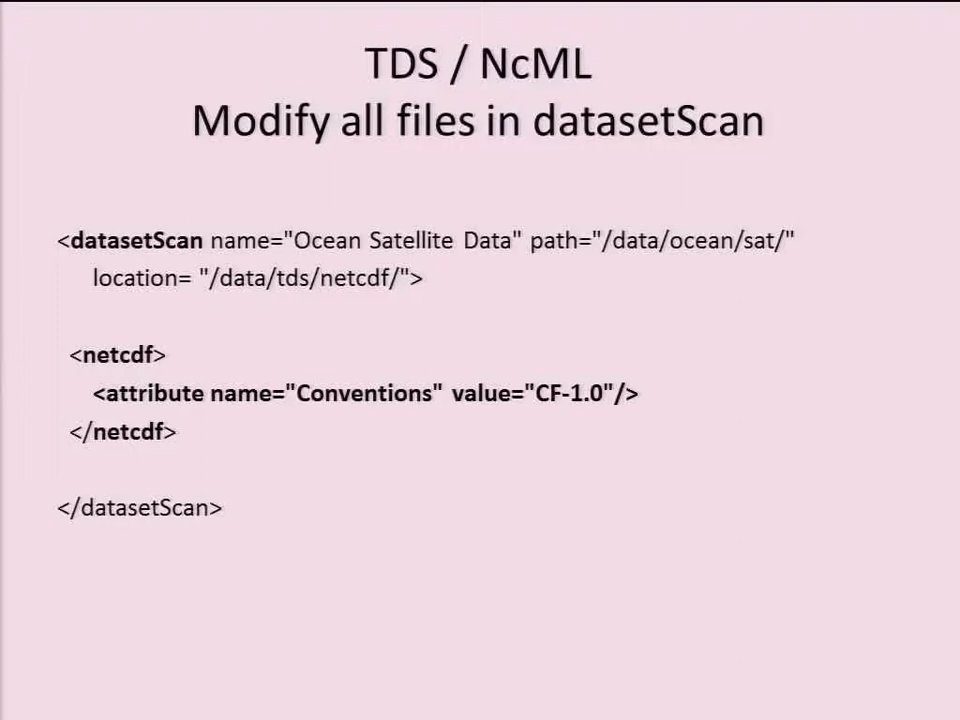 TDS / NcML
Modify all files in datasetScan
<datasetScan name="Ocean Satellite Data" path="/data/ocean/sat/"
location= "/data/tds/netcdf/">
<netcdf>
<attribute name="Conventions" value="CF-1.0"/>
</netcdf>
</datasetScan>